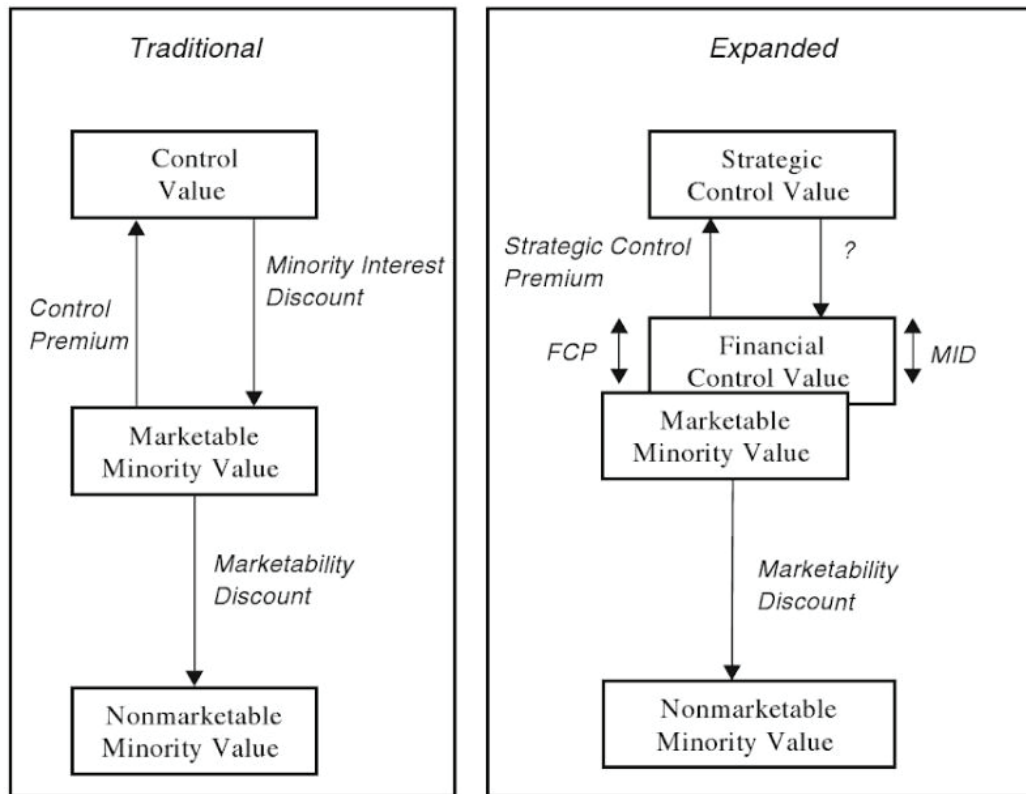 Traditional
Control
Value
Minority Interest
Discount
Control
Premium
Marketable
Minority Value
Marketability
Discount
Nonmarketable
Minority Value
Expanded
Strategic
Control Value
Strategic Control
Premium
?
FCP
Financial
Control Value
MID
Marketable
Minority Value
Marketability
Discount
Nonmarketable
Minority Value